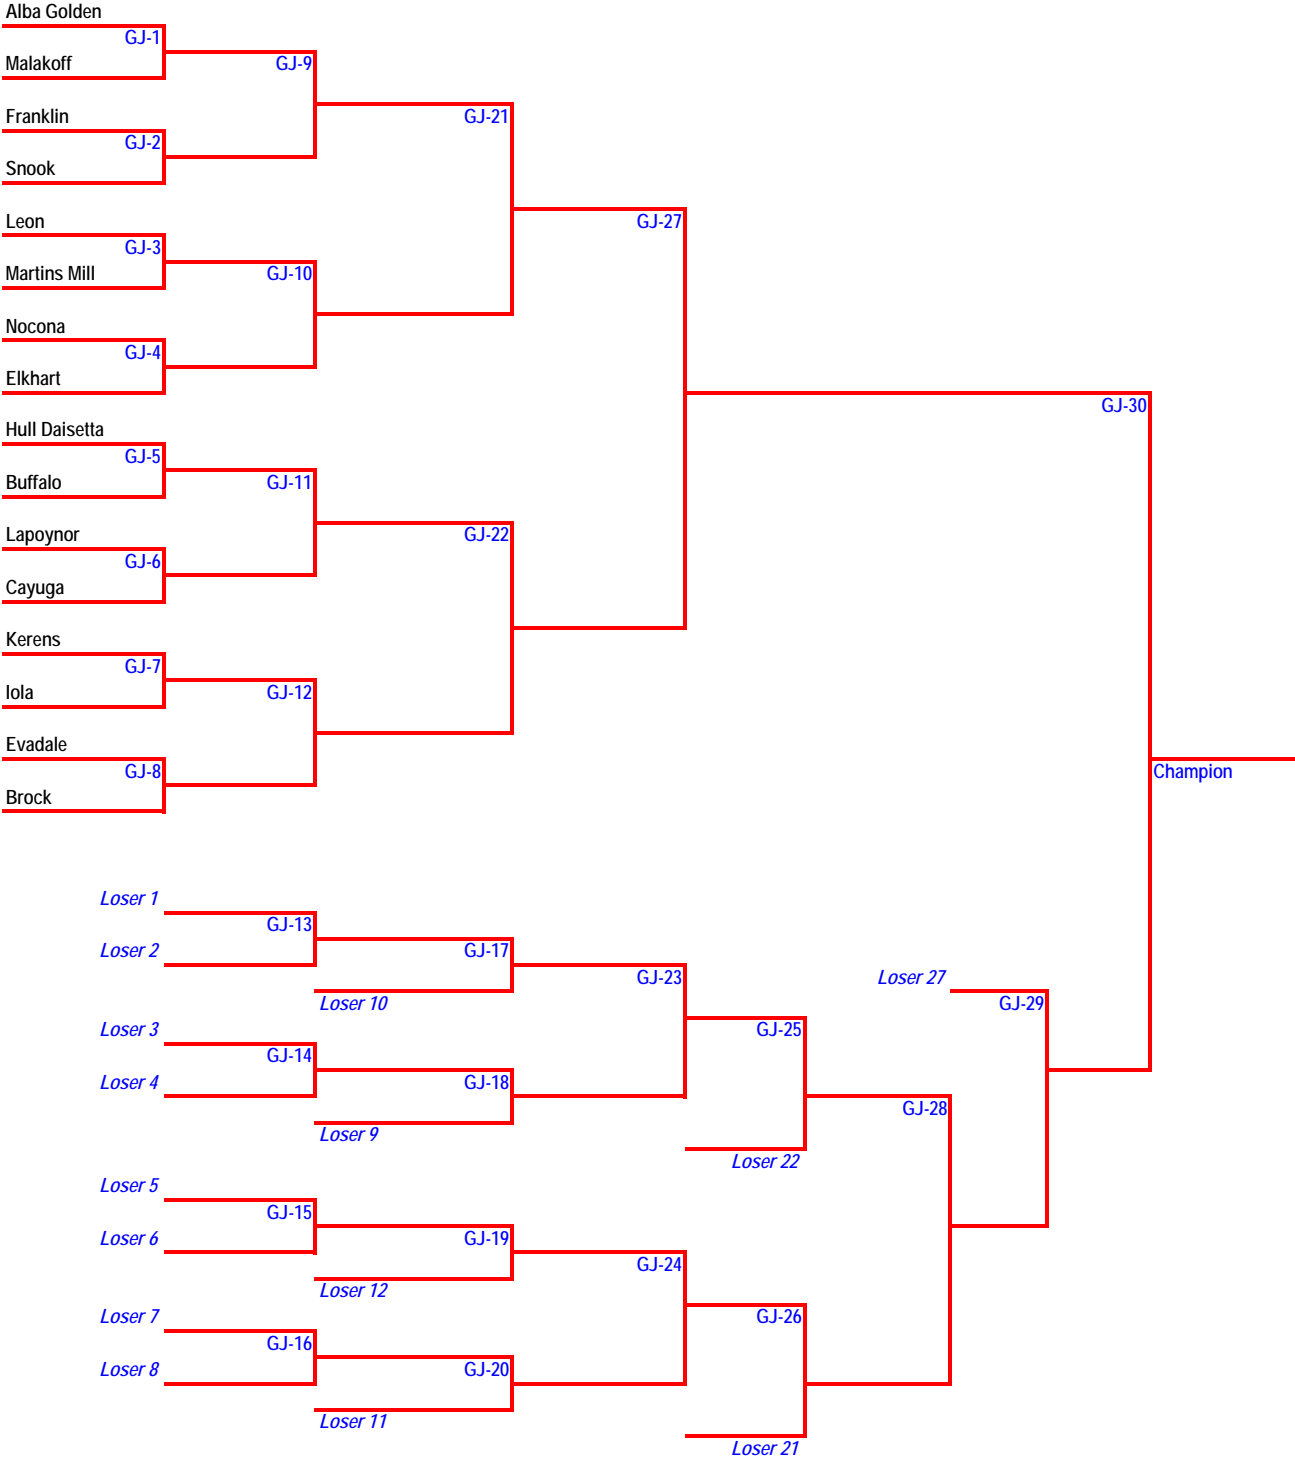 Alba Golden
GJ-1
Malakoff
GJ-9
Franklin
GJ-21
GJ-2
Snook
Leon
GJ-27
GJ-3
Martins Mill
GJ-10
Nocona
GJ-4
Elkhart
GJ-30
Hull Daisetta
GJ-5
Buffalo
GJ-11
Lapoynor
GJ-22
GJ-6
Cayuga
Kerens
GJ-7
Iola
GJ-12
Evadale
GJ-8
Champion
Brock
Loser 1
GJ-13
Loser 2
GJ-17
GJ-23
Loser 27
Loser 10
GJ-29
Loser 3
GJ-25
GJ-14
Loser 4
GJ-18
GJ-28
Loser 9
Loser 22
Loser 5
GJ-15
Loser 6
GJ-19
GJ-24
Loser 12
Loser 7
GJ-26
GJ-16
Loser 8
GJ-20
Loser 11
Loser 21